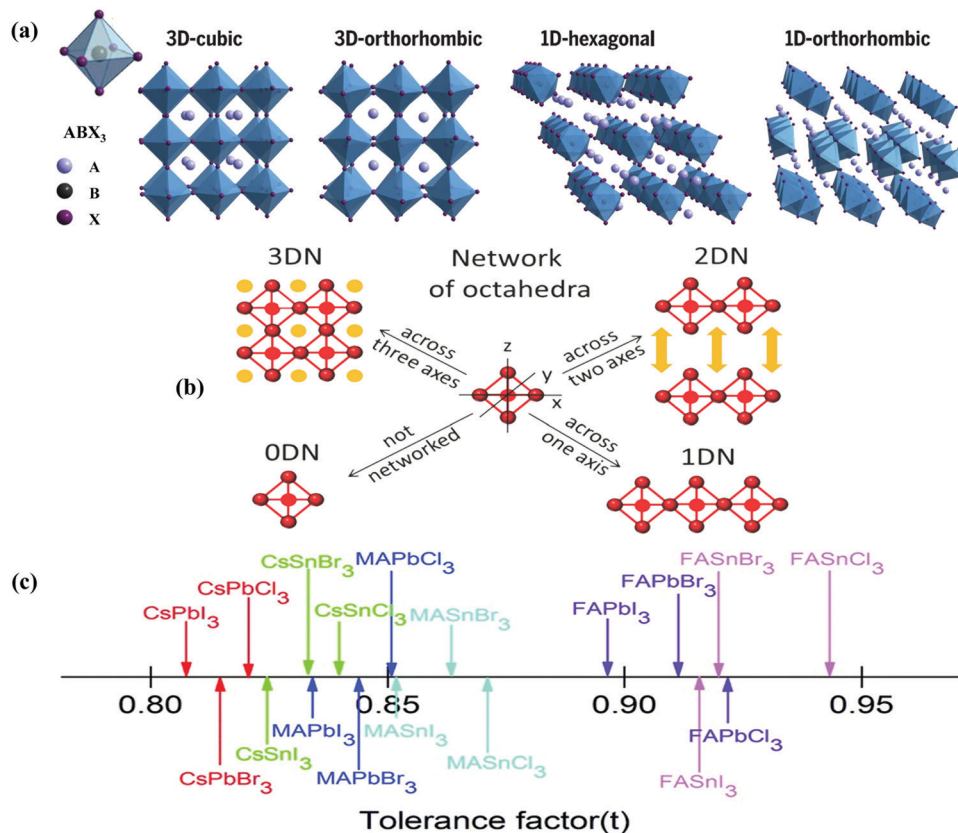 (a)
3D-cubic
3D-orthorhombic
1D-hexagonal
1D-orthorhombic
ABX₃
A
B
X
(b)
3DN
Network
of octahedra
2DN
across
three axes
z
y
x
across
two axes
0DN
not
networked
across
one axis
1DN
(c)
CsPbI₃
CsPbCl₃
CsSnBr₃
CsSnCl₃
MAPbCl₃
MASnBr₃
FAPbI₃
FAPbBr₃
FASnBr₃
FASnCl₃
0.80
0.85
0.90
0.95
CsPbBr₃
CsSnI₃
MAPbI₃
MAPbBr₃
MASnI₃
MASnCl₃
FASnI₃
FAPbCl₃
Tolerance factor(t)